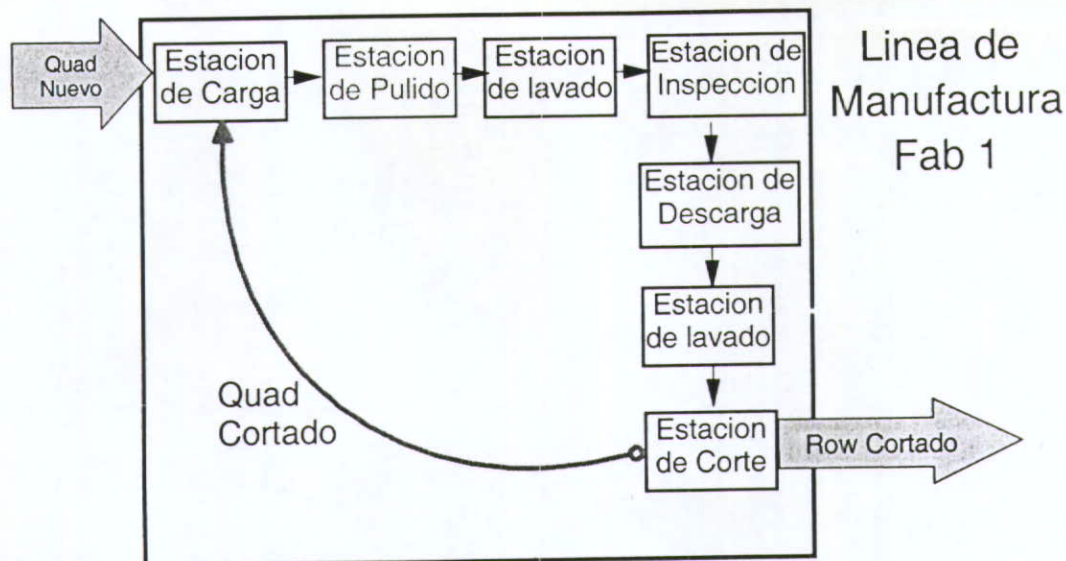 Quad
Nuevo
Estacion
de Carga
Estacion
de Pulido
Estacion
de lavado
Estacion de
Inspeccion
Linea de
Manufactura
Fab 1
Estacion de
Descarga
Estacion
de lavado
Quad
Cortado
Estacion
de Corte
Row Cortado